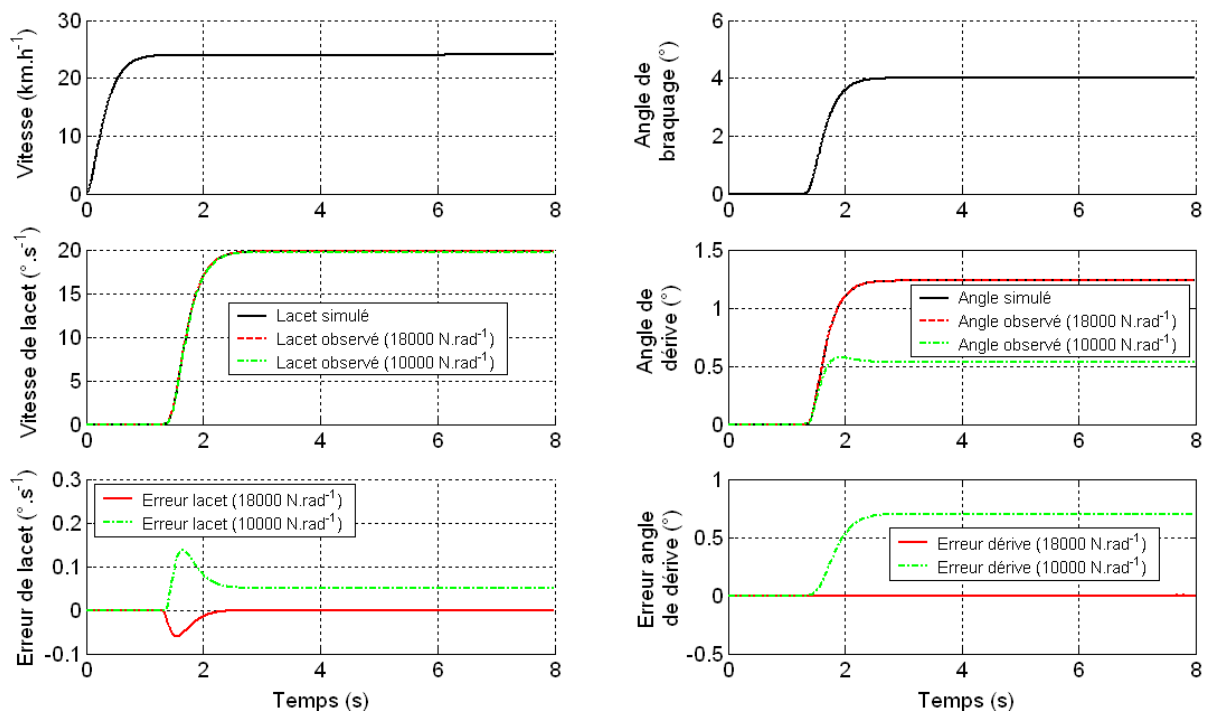 Vitesse (km.h⁻¹)
30
20
10
0
0 2 4 6 8
Angle de
braquage (°)
6
4
2
0
0 2 4 6 8
Vitesse de lacet (°.s⁻¹)
20
15
10
5
0
0 2 4 6 8
Lacet simulé
Lacet observé (18000 N.rad⁻¹)
Lacet observé (10000 N.rad⁻¹)
Angle de
dérive (°)
1.5
1
0.5
0
0 2 4 6 8
Angle simulé
Angle observé (18000 N.rad⁻¹)
Angle observé (10000 N.rad⁻¹)
Erreur de lacet (°.s⁻¹)
0.3
0.2
0.1
0
-0.1
0 2 4 6 8
Erreur lacet (18000 N.rad⁻¹)
Erreur lacet (10000 N.rad⁻¹)
Temps (s)
Erreur angle
de dérive (°)
1
0.5
0
-0.5
0 2 4 6 8
Erreur dérive (18000 N.rad⁻¹)
Erreur dérive (10000 N.rad⁻¹)
Temps (s)